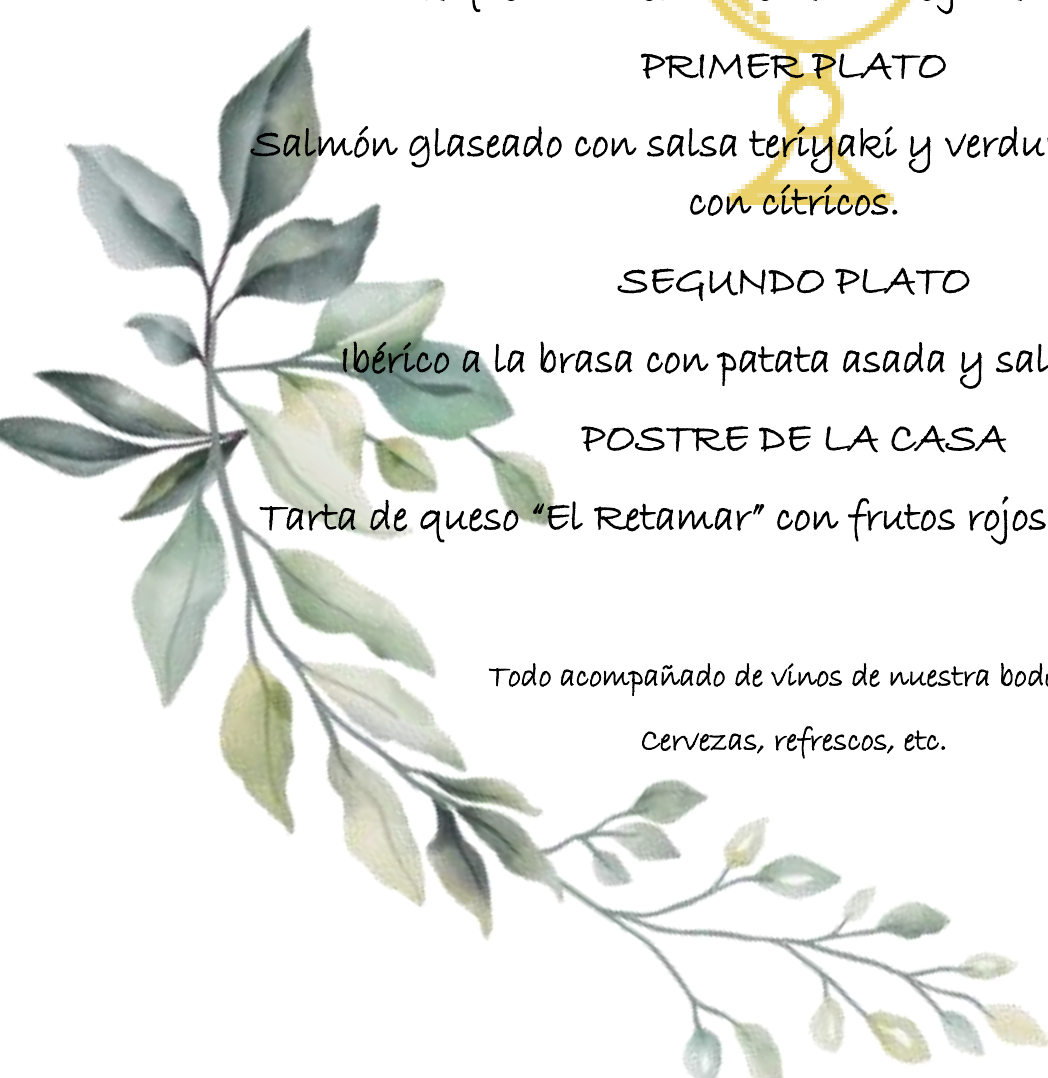 PRIMER PLATO
Salmón glaseado con salsa teriyaki y
con cítricos.
SEGUNDO PLATO
Ibérico a la brasa con patata asada y
POSTRE DE LA CASA
Tarta de queso “El Retamar” con frutos rojos
Todo acompañado de vinos de nuestra
Cervezas, refrescos, etc.